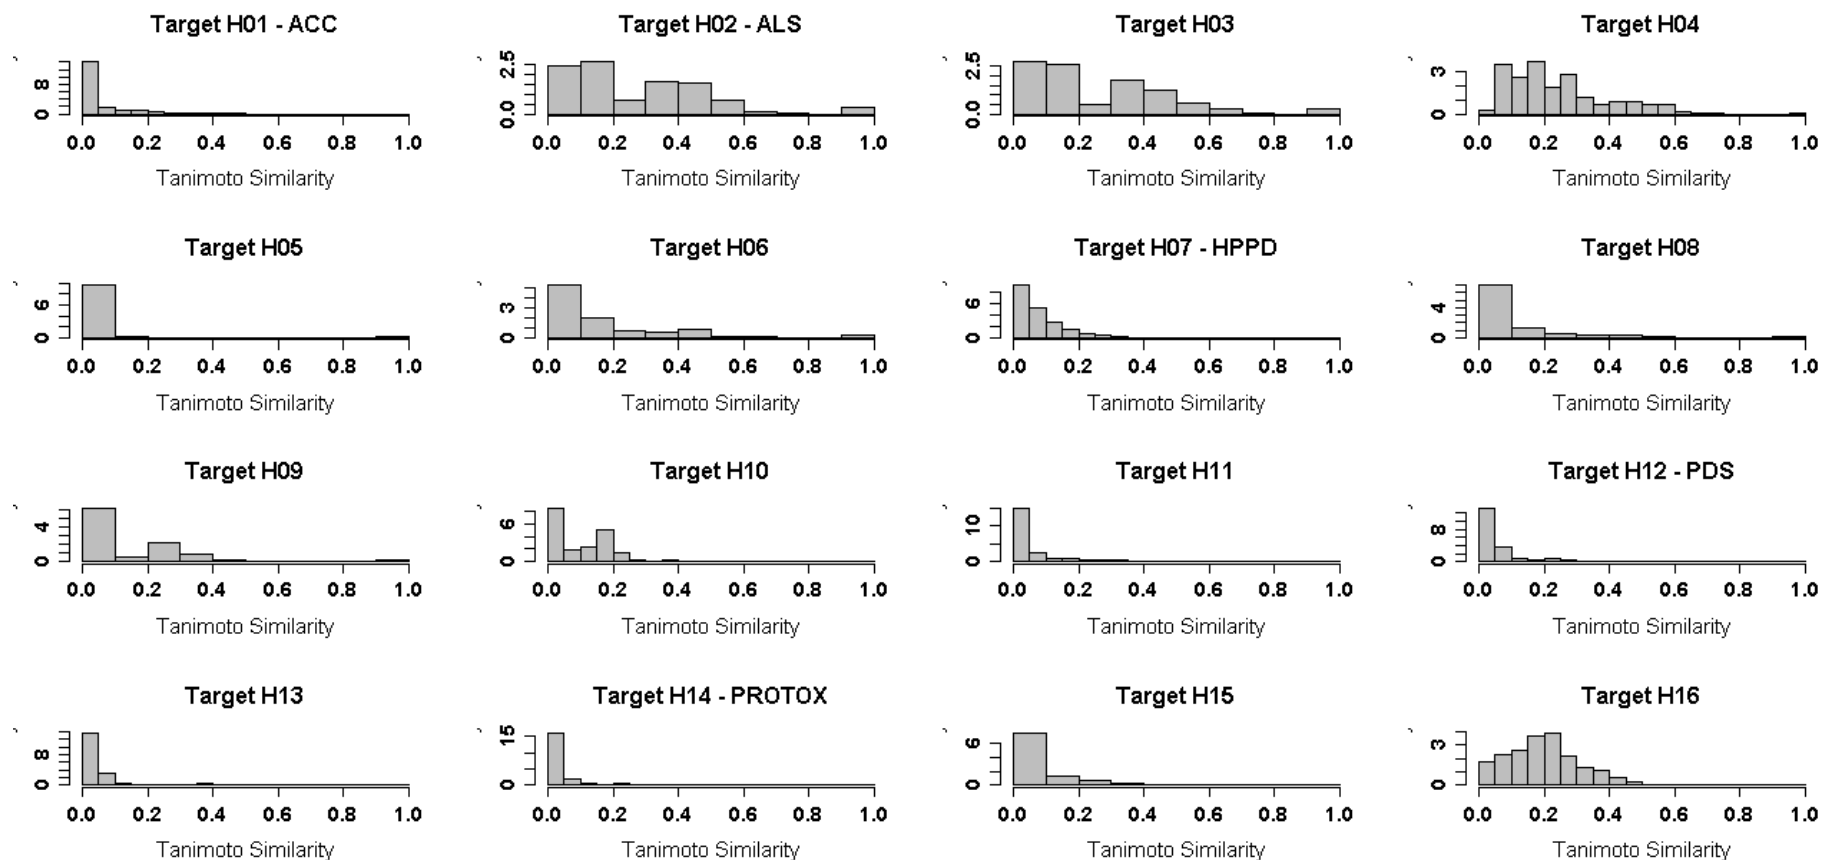 Target H01 - ACC
Target H02 - ALS
Target H03
Target H04
8
0
2.5
0.0
2.5
0.0
3
0
0.0 0.2 0.4 0.6 0.8 1.0
0.0 0.2 0.4 0.6 0.8 1.0
0.0 0.2 0.4 0.6 0.8 1.0
0.0 0.2 0.4 0.6 0.8 1.0
Tanimoto Similarity
Tanimoto Similarity
Tanimoto Similarity
Tanimoto Similarity
Target H05
Target H06
Target H07 - HPPD
Target H08
6
0
3
0
6
0
4
0
0.0 0.2 0.4 0.6 0.8 1.0
0.0 0.2 0.4 0.6 0.8 1.0
0.0 0.2 0.4 0.6 0.8 1.0
0.0 0.2 0.4 0.6 0.8 1.0
Tanimoto Similarity
Tanimoto Similarity
Tanimoto Similarity
Tanimoto Similarity
Target H09
Target H10
Target H11
Target H12 - PDS
4
0
6
0
10
0
8
0
0.0 0.2 0.4 0.6 0.8 1.0
0.0 0.2 0.4 0.6 0.8 1.0
0.0 0.2 0.4 0.6 0.8 1.0
0.0 0.2 0.4 0.6 0.8 1.0
Tanimoto Similarity
Tanimoto Similarity
Tanimoto Similarity
Tanimoto Similarity
Target H13
Target H14 - PROTOX
Target H15
Target H16
8
0
15
0
6
0
3
0
0.0 0.2 0.4 0.6 0.8 1.0
0.0 0.2 0.4 0.6 0.8 1.0
0.0 0.2 0.4 0.6 0.8 1.0
0.0 0.2 0.4 0.6 0.8 1.0
Tanimoto Similarity
Tanimoto Similarity
Tanimoto Similarity
Tanimoto Similarity